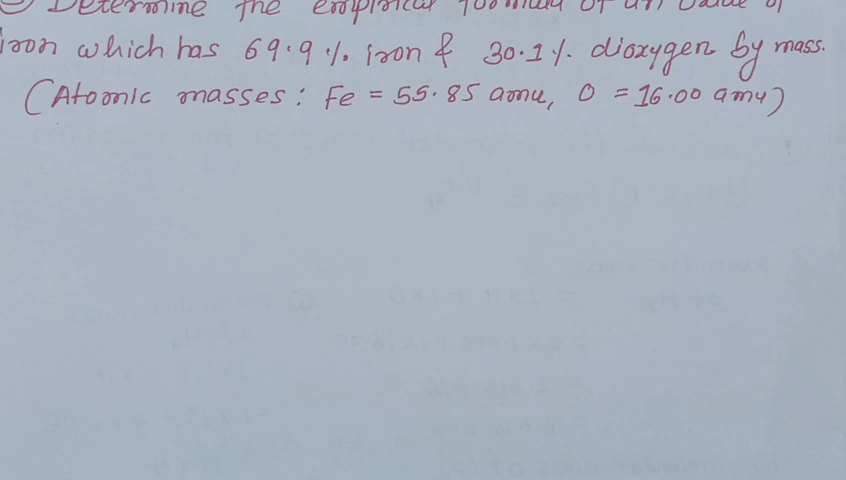 Determine the empirical formula of an oxide of
iron which has 69.9 % iron & 30.1 % dioxygen by mass.
(Atomic masses : Fe = 55.85 amu, O = 16.00 amu)